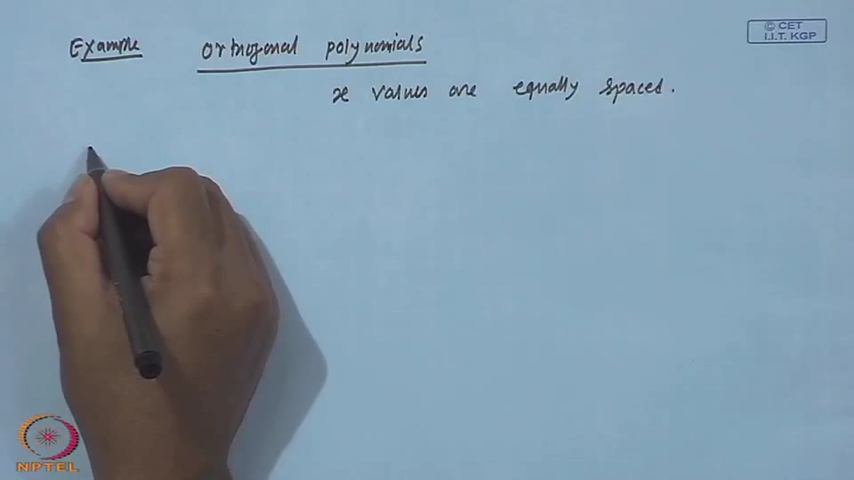 Example Orthogonal polynomials
© CET
I.I.T. KGP
x values are equally spaced.
NPTEL